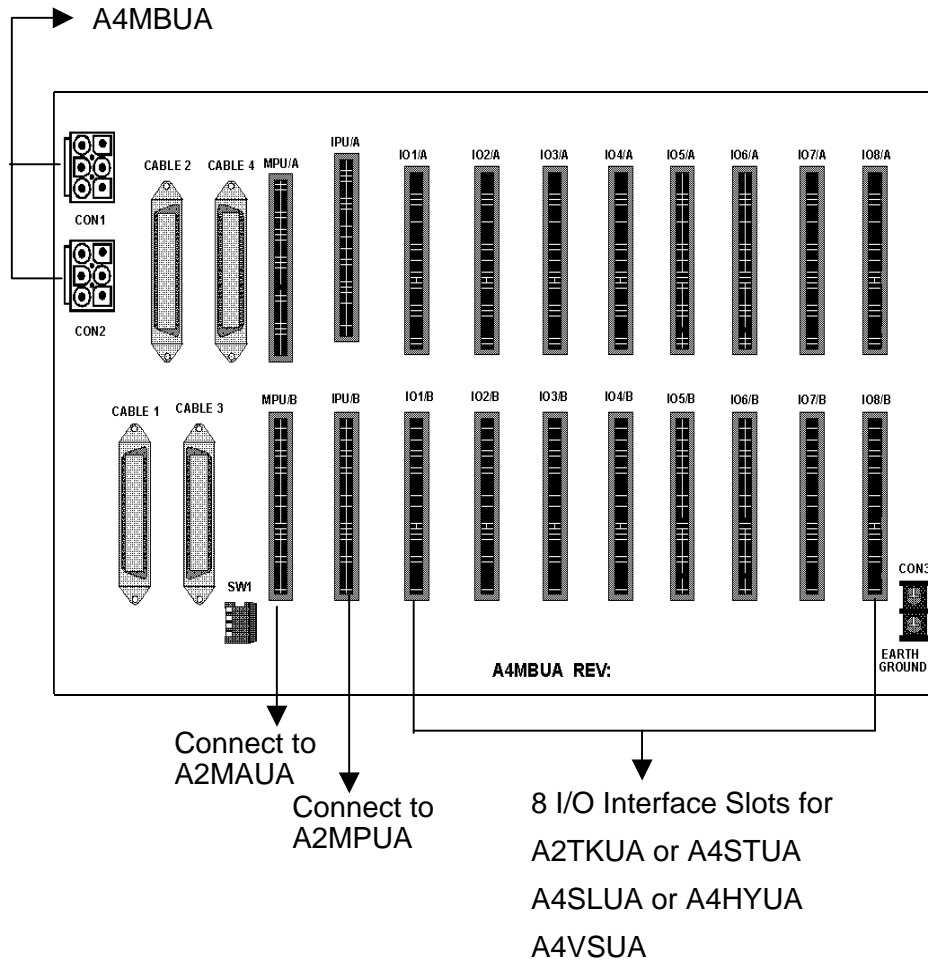 A4MBUA
IPU/A
CABLE 2 CABLE 4 MPU/A IO1/A IO2/A IO3/A IO4/A IO5/A IO6/A IO7/A IO8/A
CON1
CON2
CABLE 1 CABLE 3 MPU/B IPU/B IO1/B IO2/B IO3/B IO4/B IO5/B IO6/B IO7/B IO8/B
SW1
CON3
EARTH
GROUND
A4MBUA REV:
Connect to
A2MAUA
Connect to
A2MPUA
8 I/O Interface Slots for
A2TKUA or A4STUA
A4SLUA or A4HYUA
A4VSUA